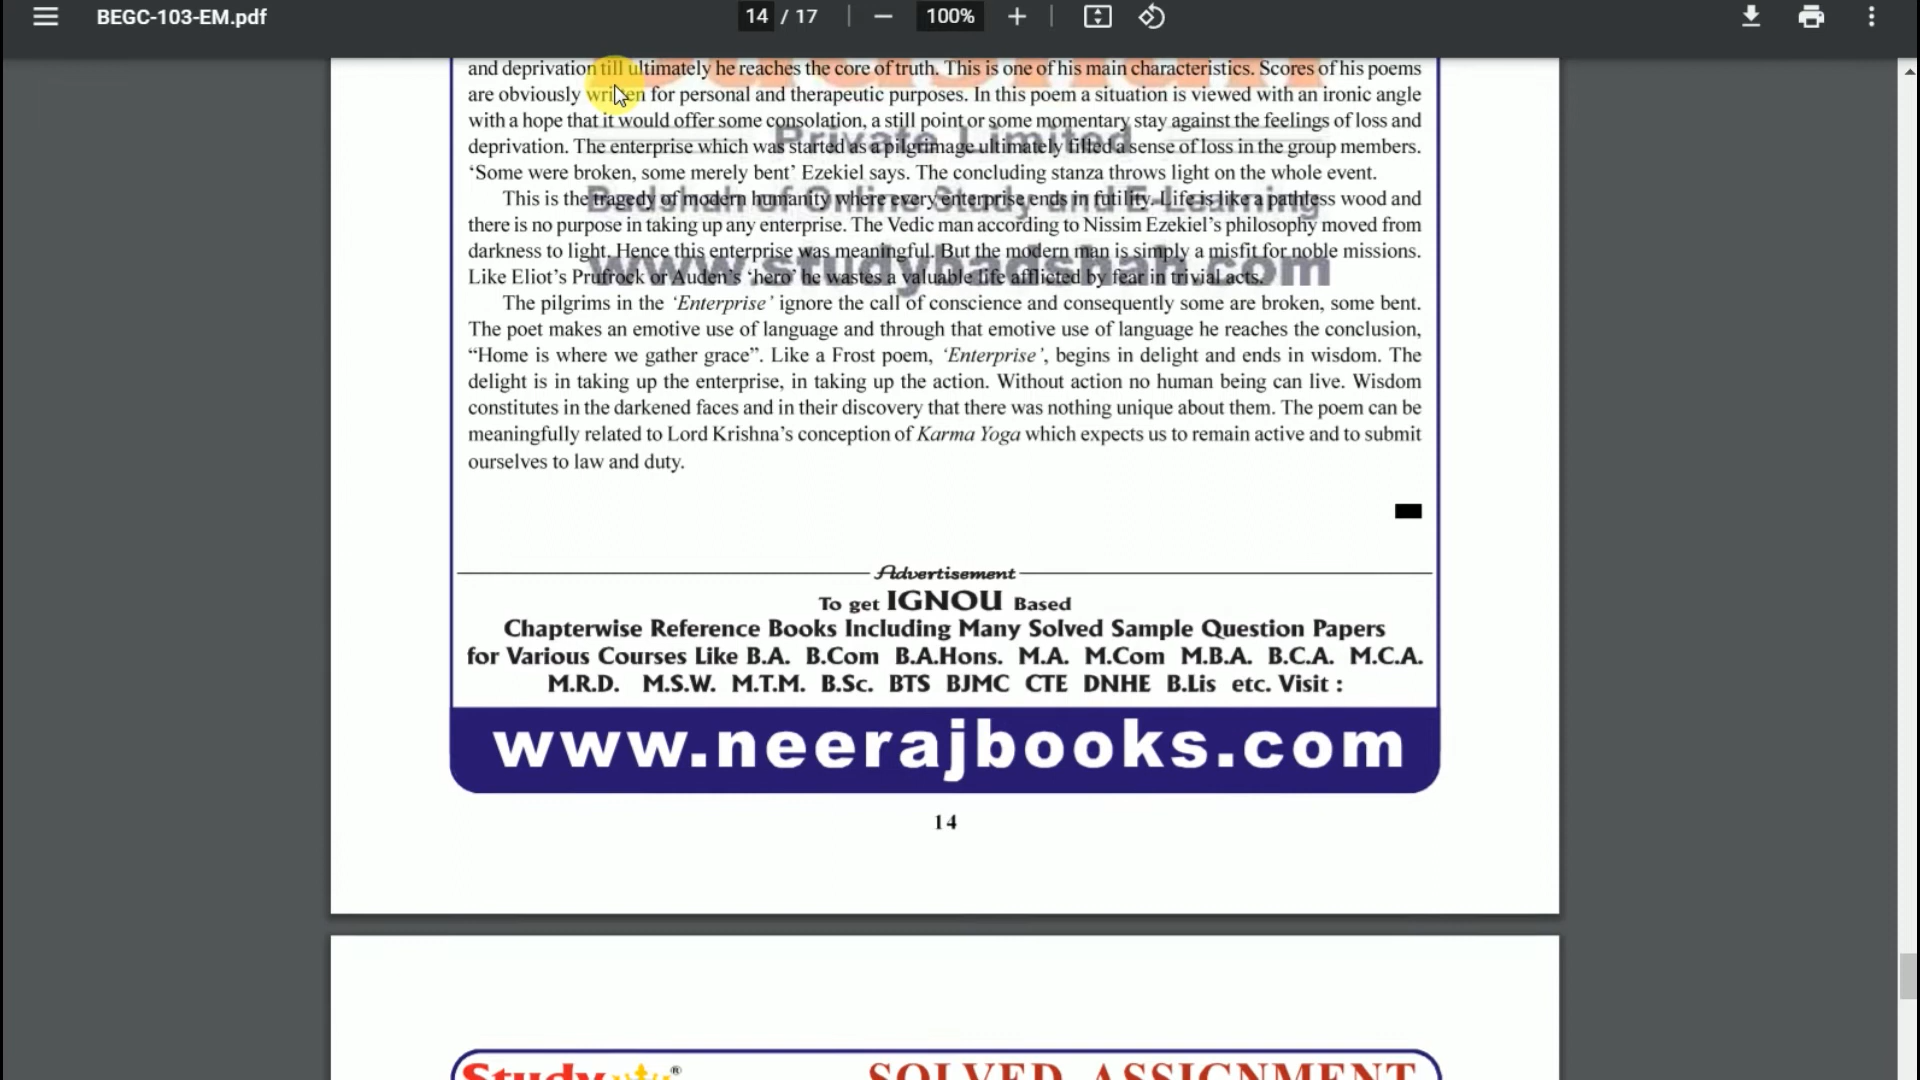 BEGC-103-EM.pdf
14 / 17
100%
and deprivation till ultimately he reaches the core of truth. This is one of his main characteristics. Scores of his poems
are obviously written for personal and therapeutic purposes. In this poem a situation is viewed with an ironic angle
with a hope that it would offer some consolation, a still point or some momentary stay against the feelings of loss and
Private Limited
deprivation. The enterprise which was started as a pilgrimage ultimately filled a sense of loss in the group members.
‘Some were broken, some merely bent’ Ezekiel says. The concluding stanza throws light on the whole event.
Badshah of Online Study and E-Learning
This is the tragedy of modern humanity where every enterprise ends in futility. Life is like a pathless wood and
there is no purpose in taking up any enterprise. The Vedic man according to Nissim Ezekiel’s philosophy moved from
darkness to light. Hence this enterprise was meaningful. But the modern man is simply a misfit for noble missions.
www.studybadshah.com
Like Eliot’s Prufrock or Auden’s ‘hero’ he wastes a valuable life afflicted by fear in trivial acts.
The pilgrims in the ‘Enterprise’ ignore the call of conscience and consequently some are broken, some bent.
The poet makes an emotive use of language and through that emotive use of language he reaches the conclusion,
“Home is where we gather grace”. Like a Frost poem, ‘Enterprise’, begins in delight and ends in wisdom. The
delight is in taking up the enterprise, in taking up the action. Without action no human being can live. Wisdom
constitutes in the darkened faces and in their discovery that there was nothing unique about them. The poem can be
meaningfully related to Lord Krishna’s conception of Karma Yoga which expects us to remain active and to submit
ourselves to law and duty.
Advertisement
To get IGNOU Based
Chapterwise Reference Books Including Many Solved Sample Question Papers
for Various Courses Like B.A. B.Com B.A.Hons. M.A. M.Com M.B.A. B.C.A. M.C.A.
M.R.D. M.S.W. M.T.M. B.Sc. BTS BJMC CTE DNHE B.Lis etc. Visit :
www.neerajbooks.com
14
Study ®
SOLVED ASSIGNMENT